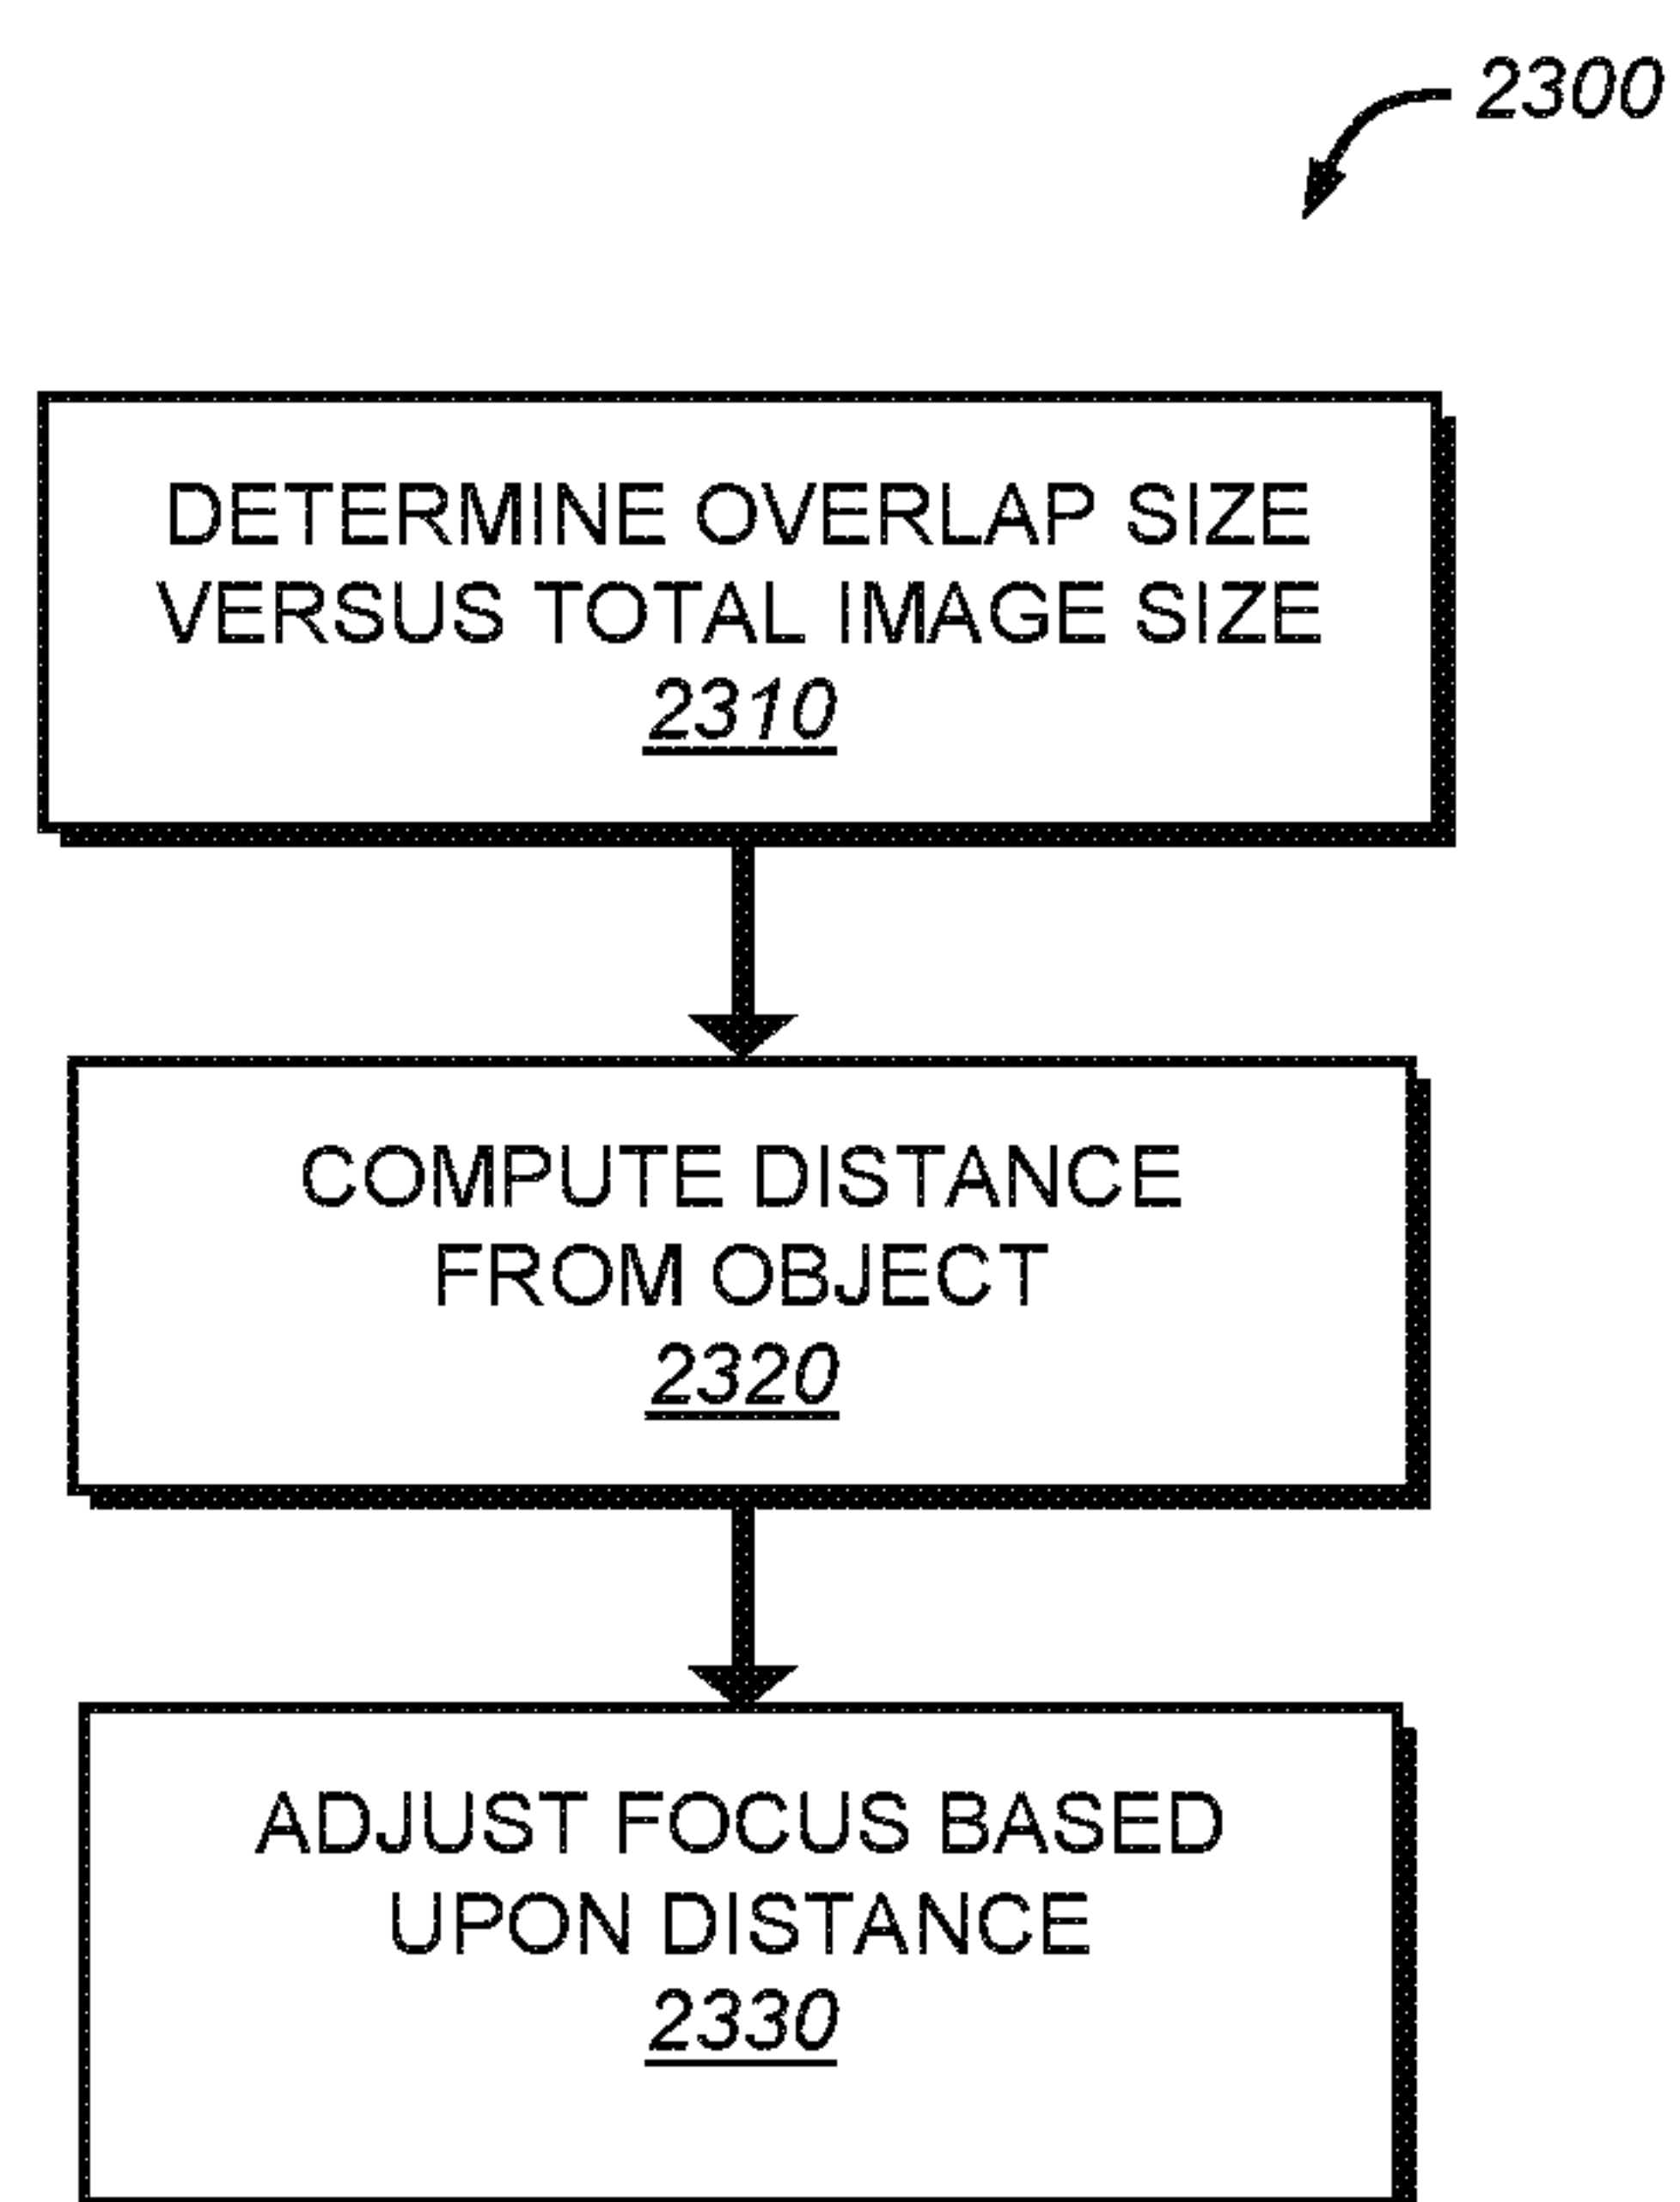 2300
DETERMINE OVERLAP SIZE
VERSUS TOTAL IMAGE SIZE
2310
COMPUTE DISTANCE
FROM OBJECT
2320
ADJUST FOCUS BASED
UPON DISTANCE
2330